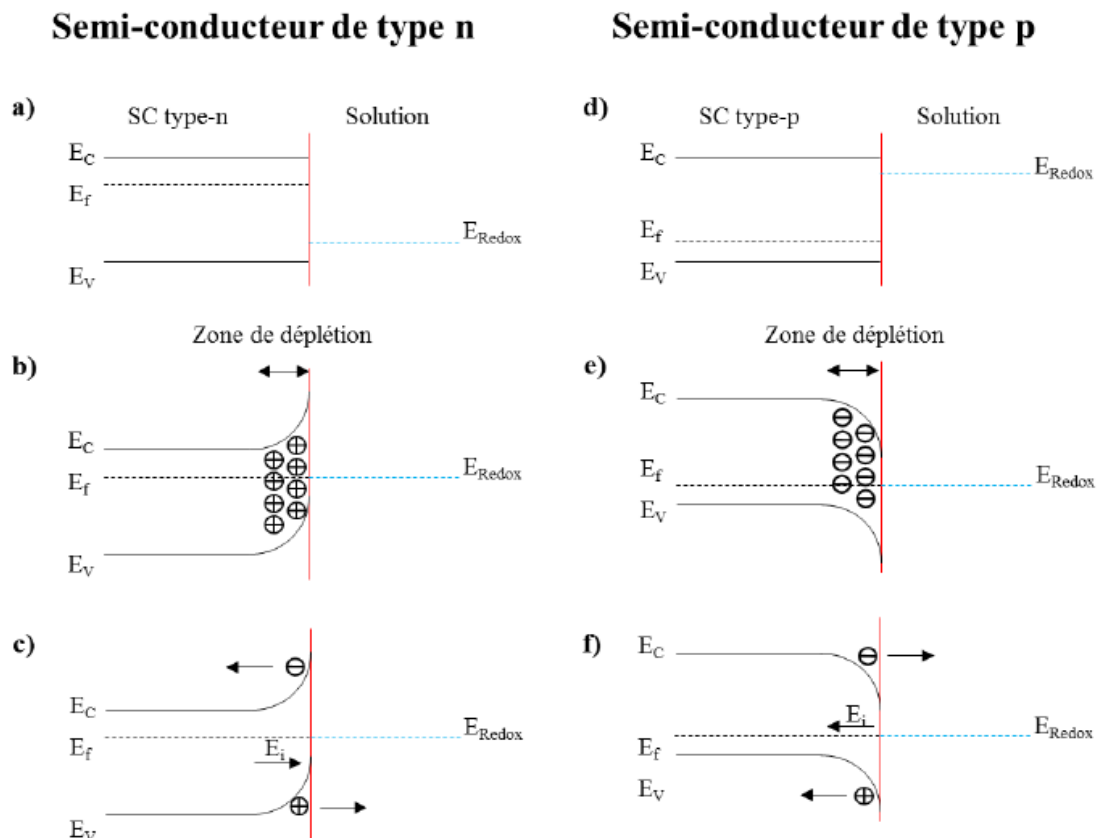 Semi-conducteur de type n
Semi-conducteur de type p
a)
SC type-n
Solution
E_C
E_f
E_Redox
E_V
d)
SC type-p
Solution
E_C
E_Redox
E_f
E_V
Zone de déplétion
b)
E_C
E_f
E_Redox
E_V
Zone de déplétion
e)
E_C
E_f
E_Redox
E_V
c)
E_C
E_Redox
E_f
E_i
E_V
f)
E_C
E_i
E_Redox
E_f
E_V